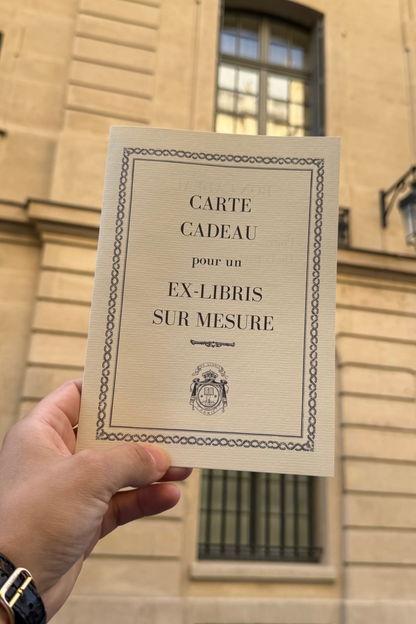 CARTE
CADEAU
pour un
EX-LIBRIS
SUR MESURE